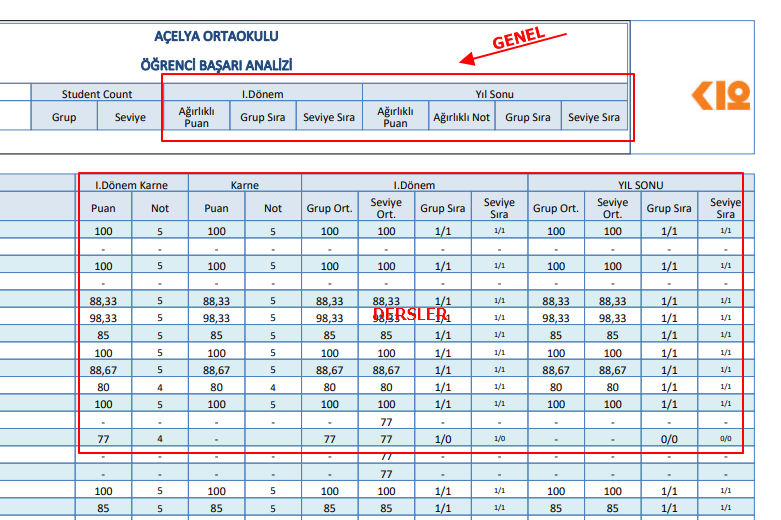 AÇELYA ORTAOKULU
GENEL
ÖĞRENCİ BAŞARI ANALİZİ
Student Count I.Dönem Yıl Sonu
Grup Seviye Ağırlıklı Puan Grup Sıra Seviye Sıra Ağırlıklı Puan Ağırlıklı Not Grup Sıra Seviye Sıra
K12
I.Dönem Karne Karne I.Dönem YIL SONU
Puan Not Puan Not Grup Ort. Seviye Ort. Grup Sıra Seviye Sıra Grup Ort. Seviye Ort. Grup Sıra Seviye Sıra
100 5 100 5 100 100 1/1 1/1 100 100 1/1 1/1
- - - - - - - - - - - -
100 5 100 5 100 100 1/1 1/1 100 100 1/1 1/1
- - - - - - - - - - - -
88,33 5 88,33 5 88,33 88,33 1/1 1/1 88,33 88,33 1/1 1/1
98,33 5 98,33 5 98,33 98,33 1/1 1/1 98,33 98,33 1/1 1/1
DERSLER
85 5 85 5 85 85 1/1 1/1 85 85 1/1 1/1
100 5 100 5 100 100 1/1 1/1 100 100 1/1 1/1
88,67 5 88,67 5 88,67 88,67 1/1 1/1 88,67 88,67 1/1 1/1
80 4 80 4 80 80 1/1 1/1 80 80 1/1 1/1
100 5 100 5 100 100 1/1 1/1 100 100 1/1 1/1
- - - - - 77 - - - - - -
77 4 - 77 77 1/0 1/0 - - 0/0 0/0
- - - - - 77 - - - - - -
- - - - - 77 - - - - - -
100 5 100 5 100 100 1/1 1/1 100 100 1/1 1/1
85 5 85 5 85 85 1/1 1/1 85 85 1/1 1/1